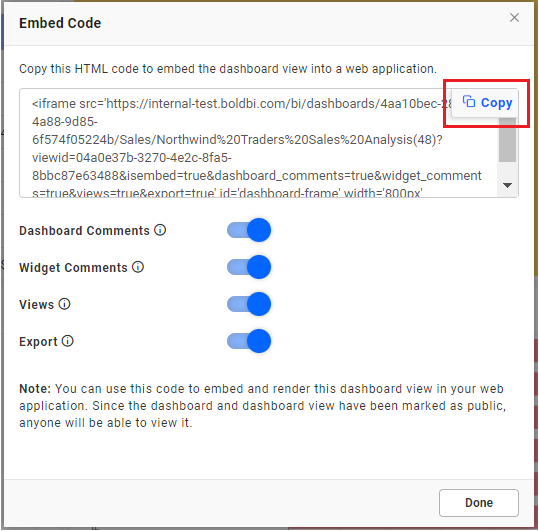 Embed Code
Copy this HTML code to embed the dashboard view into a web application.
<iframe src='https://internal-test.boldbi.com/bi/dashboards/4aa10bec-
Copy
4a88-9d85-
6f574f05224b/Sales/Northwind%20Traders%20Sales%20Analysis(48)?
viewid=04a0e37b-3270-4e2c-8fa5-
8bbc87e63488&isembed=true&dashboard_comments=true&widget_comment
s=true&views=true&export=true' id='dashboard-frame' width='800px'
Dashboard Comments
Widget Comments
Views
Export
Note: You can use this code to embed and render this dashboard view in your web
application. Since the dashboard and dashboard view have been marked as public,
anyone will be able to view it.
Done